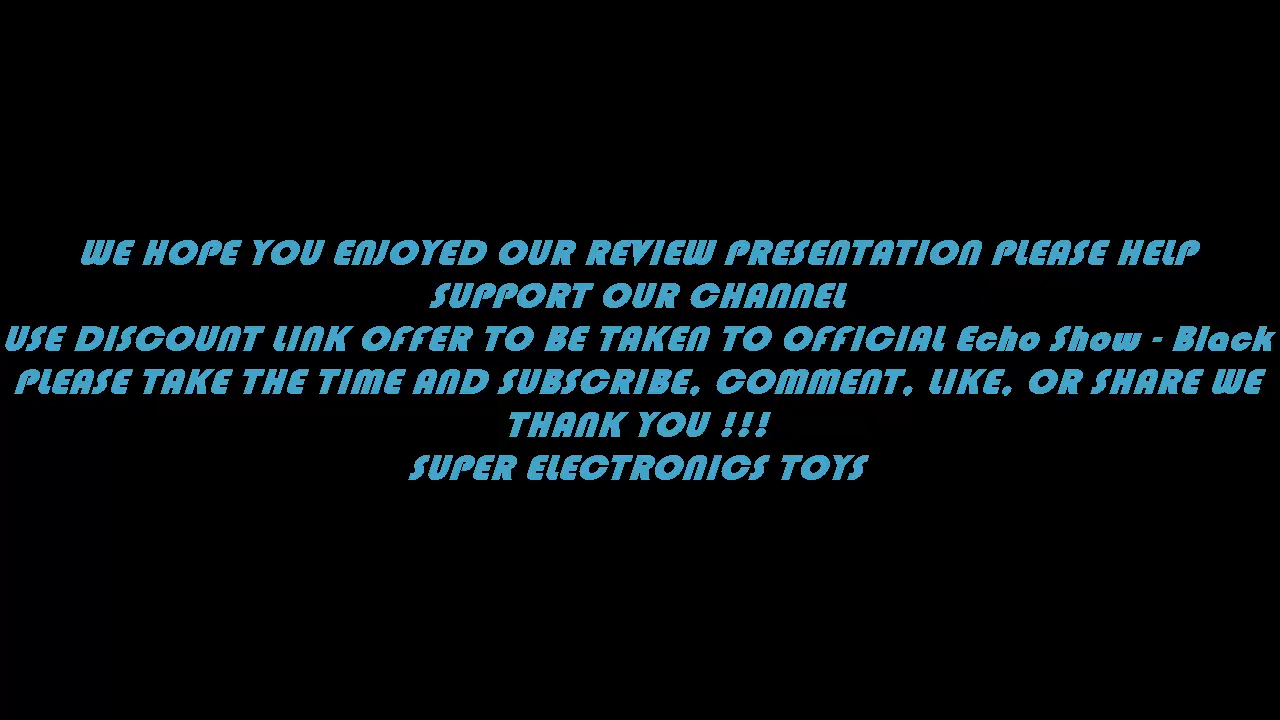 WE HOPE YOU ENJOYED OUR REVIEW PRESENTATION PLEASE HELP
SUPPORT OUR CHANNEL
USE DISCOUNT LINK OFFER TO BE TAKEN TO OFFICIAL Echo Show - Black
PLEASE TAKE THE TIME AND SUBSCRIBE, COMMENT, LIKE, OR SHARE WE
THANK YOU !!!
SUPER ELECTRONICS TOYS